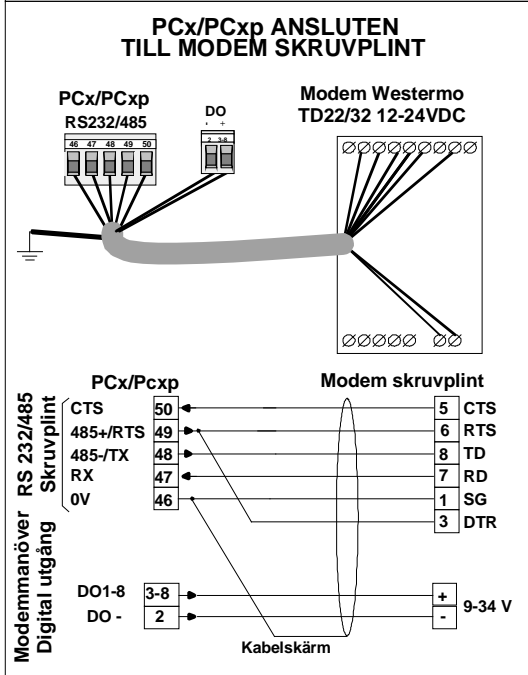 PCx/PCxp ANSLUTEN
TILL MODEM SKRUVPLINT
PCx/PCxp
RS232/485
46 47 48 49 50
DO
- +
2 3-8
Modem Westermo
TD22/32 12-24VDC
PCx/Pcxp
Modem skruvplint
RS 232/485
Skruvplint
CTS 50 5 CTS
485+/RTS 49 6 RTS
485-/TX 48 8 TD
RX 47 7 RD
0V 46 1 SG
3 DTR
Modemmanöver
Digital utgång
DO1-8 3-8 +
DO - 2 -
9-34 V
Kabelskärm